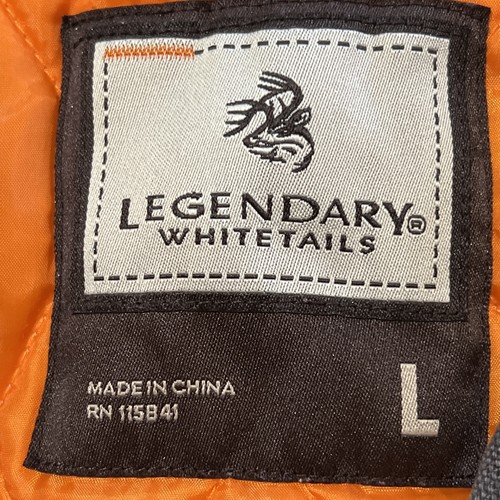 LEGENDARY®
WHITETAILS
MADE IN CHINA
RN 115841
L